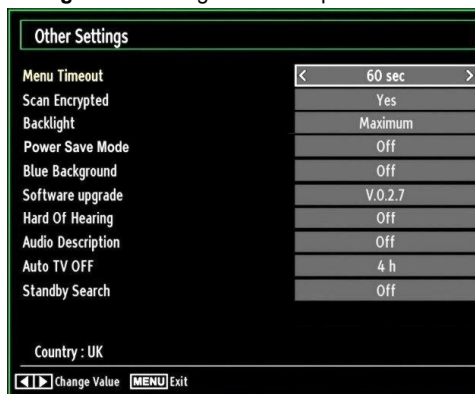 Other Settings
Menu Timeout < 60 sec >
Scan Encrypted Yes
Backlight Maximum
Power Save Mode Off
Blue Background Off
Software upgrade V.0.2.7
Hard Of Hearing Off
Audio Description Off
Auto TV OFF 4 h
Standby Search Off
Country : UK
Change Value MENU Exit